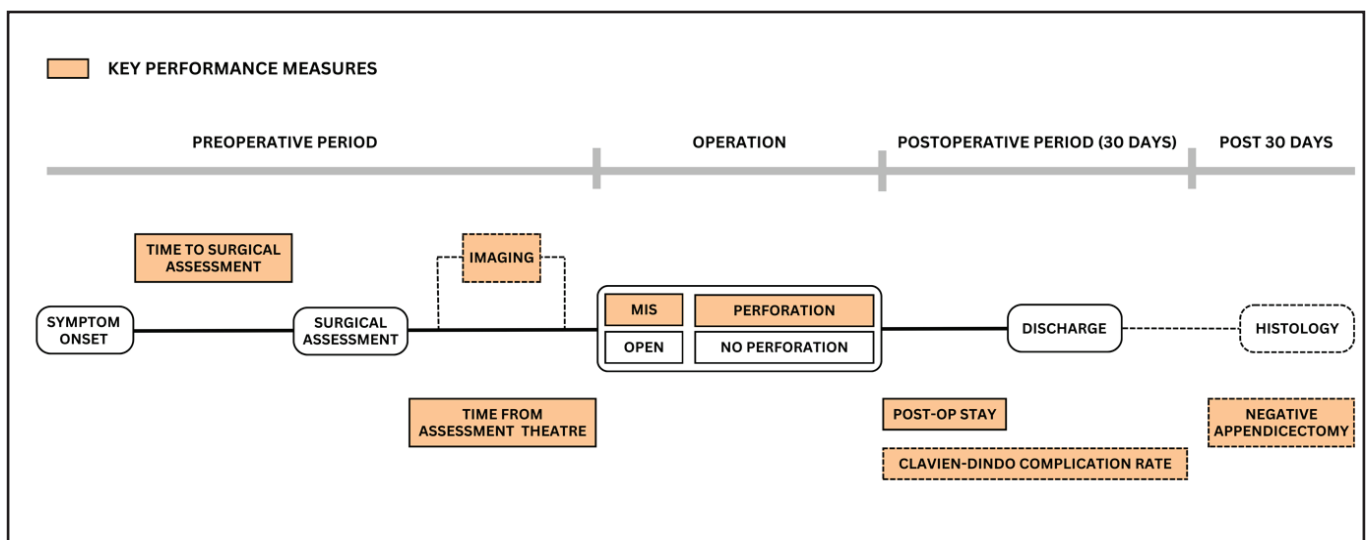 KEY PERFORMANCE MEASURES
PREOPERATIVE PERIOD
OPERATION
POSTOPERATIVE PERIOD (30 DAYS)
POST 30 DAYS
TIME TO SURGICAL
ASSESSMENT
IMAGING
SYMPTOM
ONSET
SURGICAL
ASSESSMENT
MIS
PERFORATION
OPEN
NO PERFORATION
DISCHARGE
HISTOLOGY
TIME FROM
ASSESSMENT THEATRE
POST-OP STAY
NEGATIVE
APPENDICECTOMY
CLAVIEN-DINDO COMPLICATION RATE